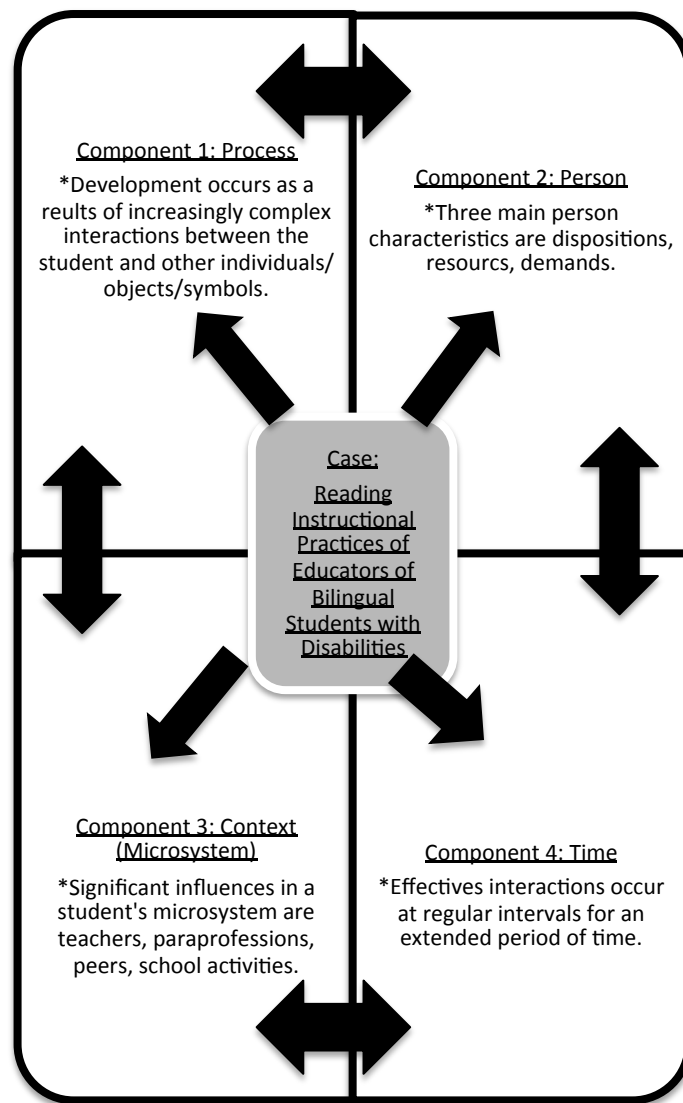 Component 1: Process
*Development occurs as a
reults of increasingly complex
interactions between the
student and other individuals/
objects/symbols.
Component 2: Person
*Three main person
characteristics are dispositions,
resourcs, demands.
Case:
Reading
Instructional
Practices of
Educators of
Bilingual
Students with
Disabilities
Component 3: Context
(Microsystem)
*Significant influences in a
student's microsystem are
teachers, paraprofessions,
peers, school activities.
Component 4: Time
*Effectives interactions occur
at regular intervals for an
extended period of time.